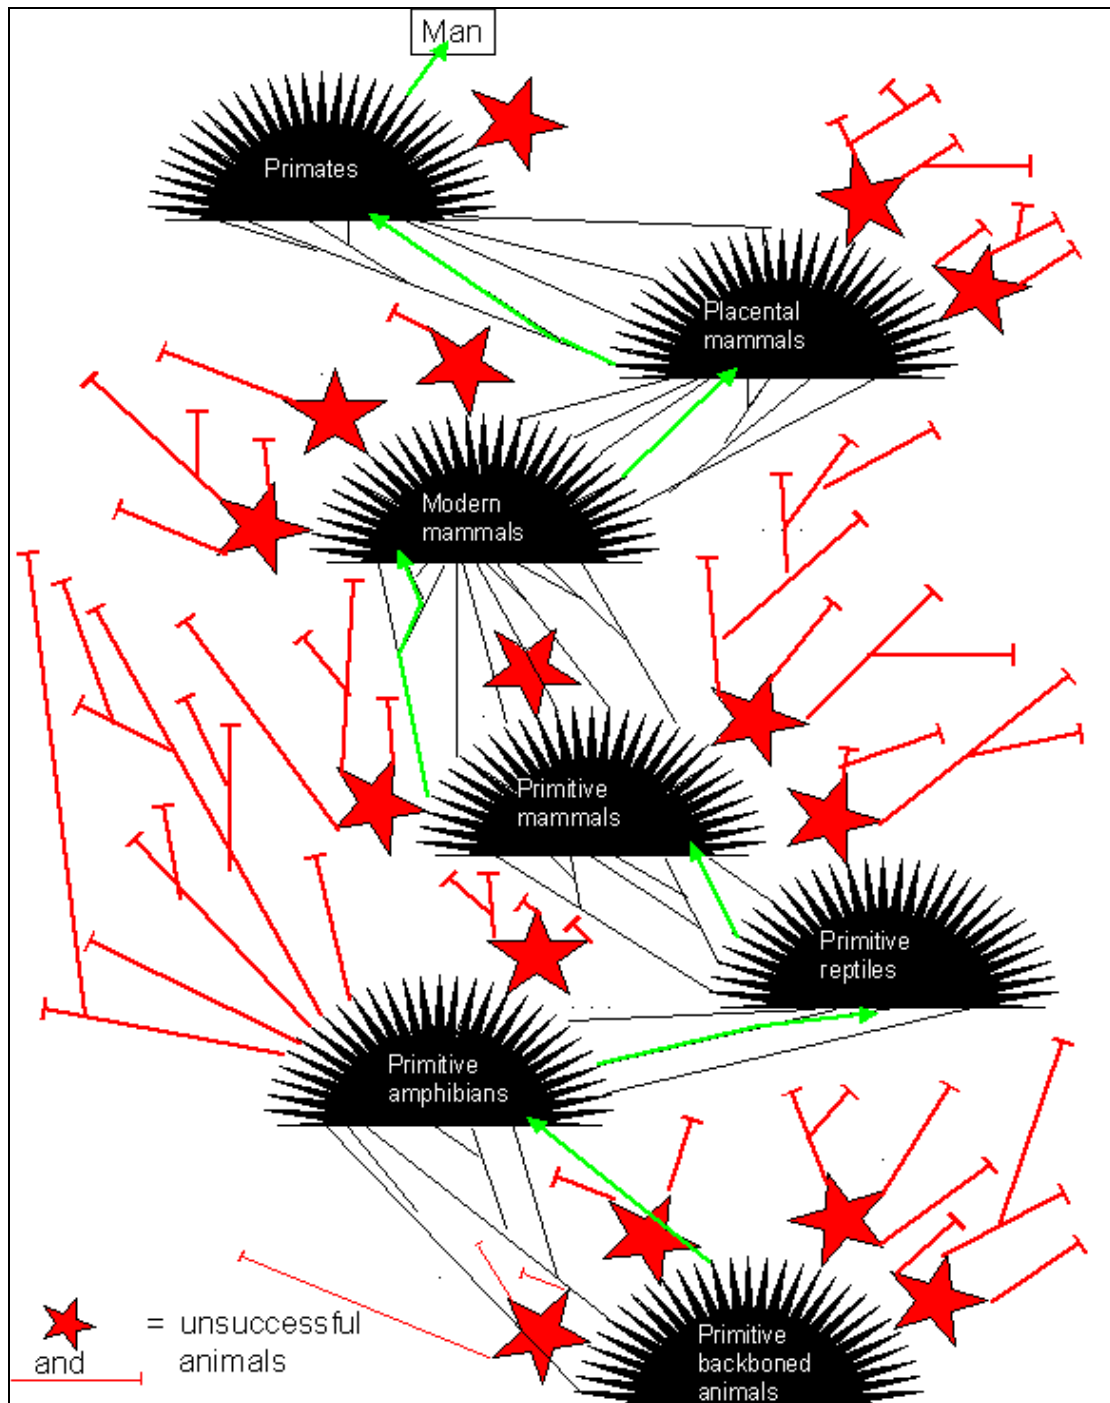 Man
Primates
Placental
mammals
Modern
mammals
Primitive
mammals
Primitive
reptiles
Primitive
amphibians
Primitive
backboned
animals
= unsuccessful
and animals